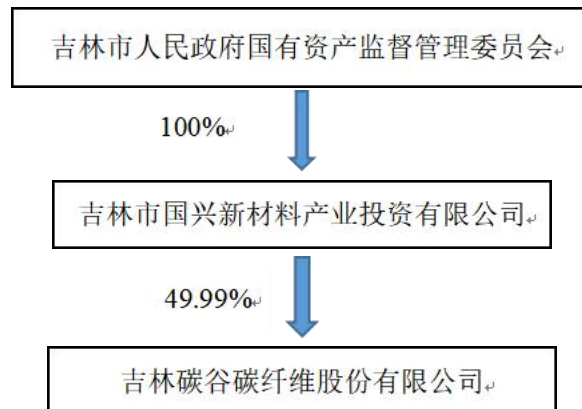 吉林市人民政府国有资产监督管理委员会
100%
吉林市国兴新材料产业投资有限公司
49.99%
吉林碳谷碳纤维股份有限公司